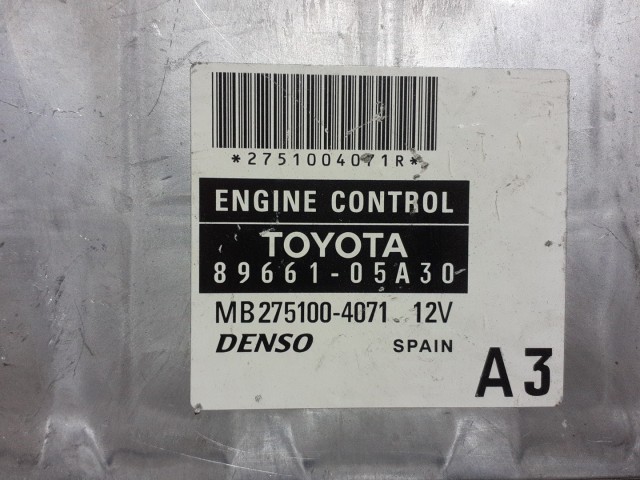 *2751004071R*
ENGINE CONTROL
TOYOTA
89661-05A30
MB275100-4071 12V
DENSO SPAIN
A3